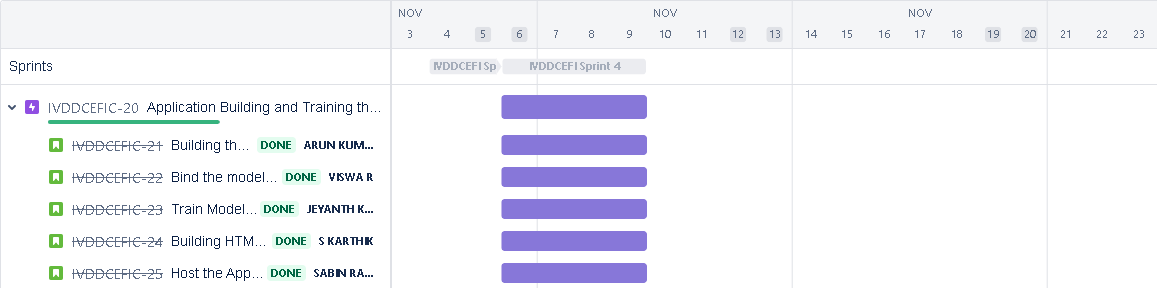 NOV NOV NOV
3 4 5 6 7 8 9 10 11 12 13 14 15 16 17 18 19 20 21 22 23
Sprints IVDDCEFI Sp IVDDCEFI Sprint 4
IVDDCEFIC-20 Application Building and Training th...
IVDDCEFIC-21 Building th... DONE ARUN KUM...
IVDDCEFIC-22 Bind the model... DONE VISWA R
IVDDCEFIC-23 Train Model... DONE JEYANTH K...
IVDDCEFIC-24 Building HTM... DONE S KARTHIK
IVDDCEFIC-25 Host the App... DONE SABIN RA...